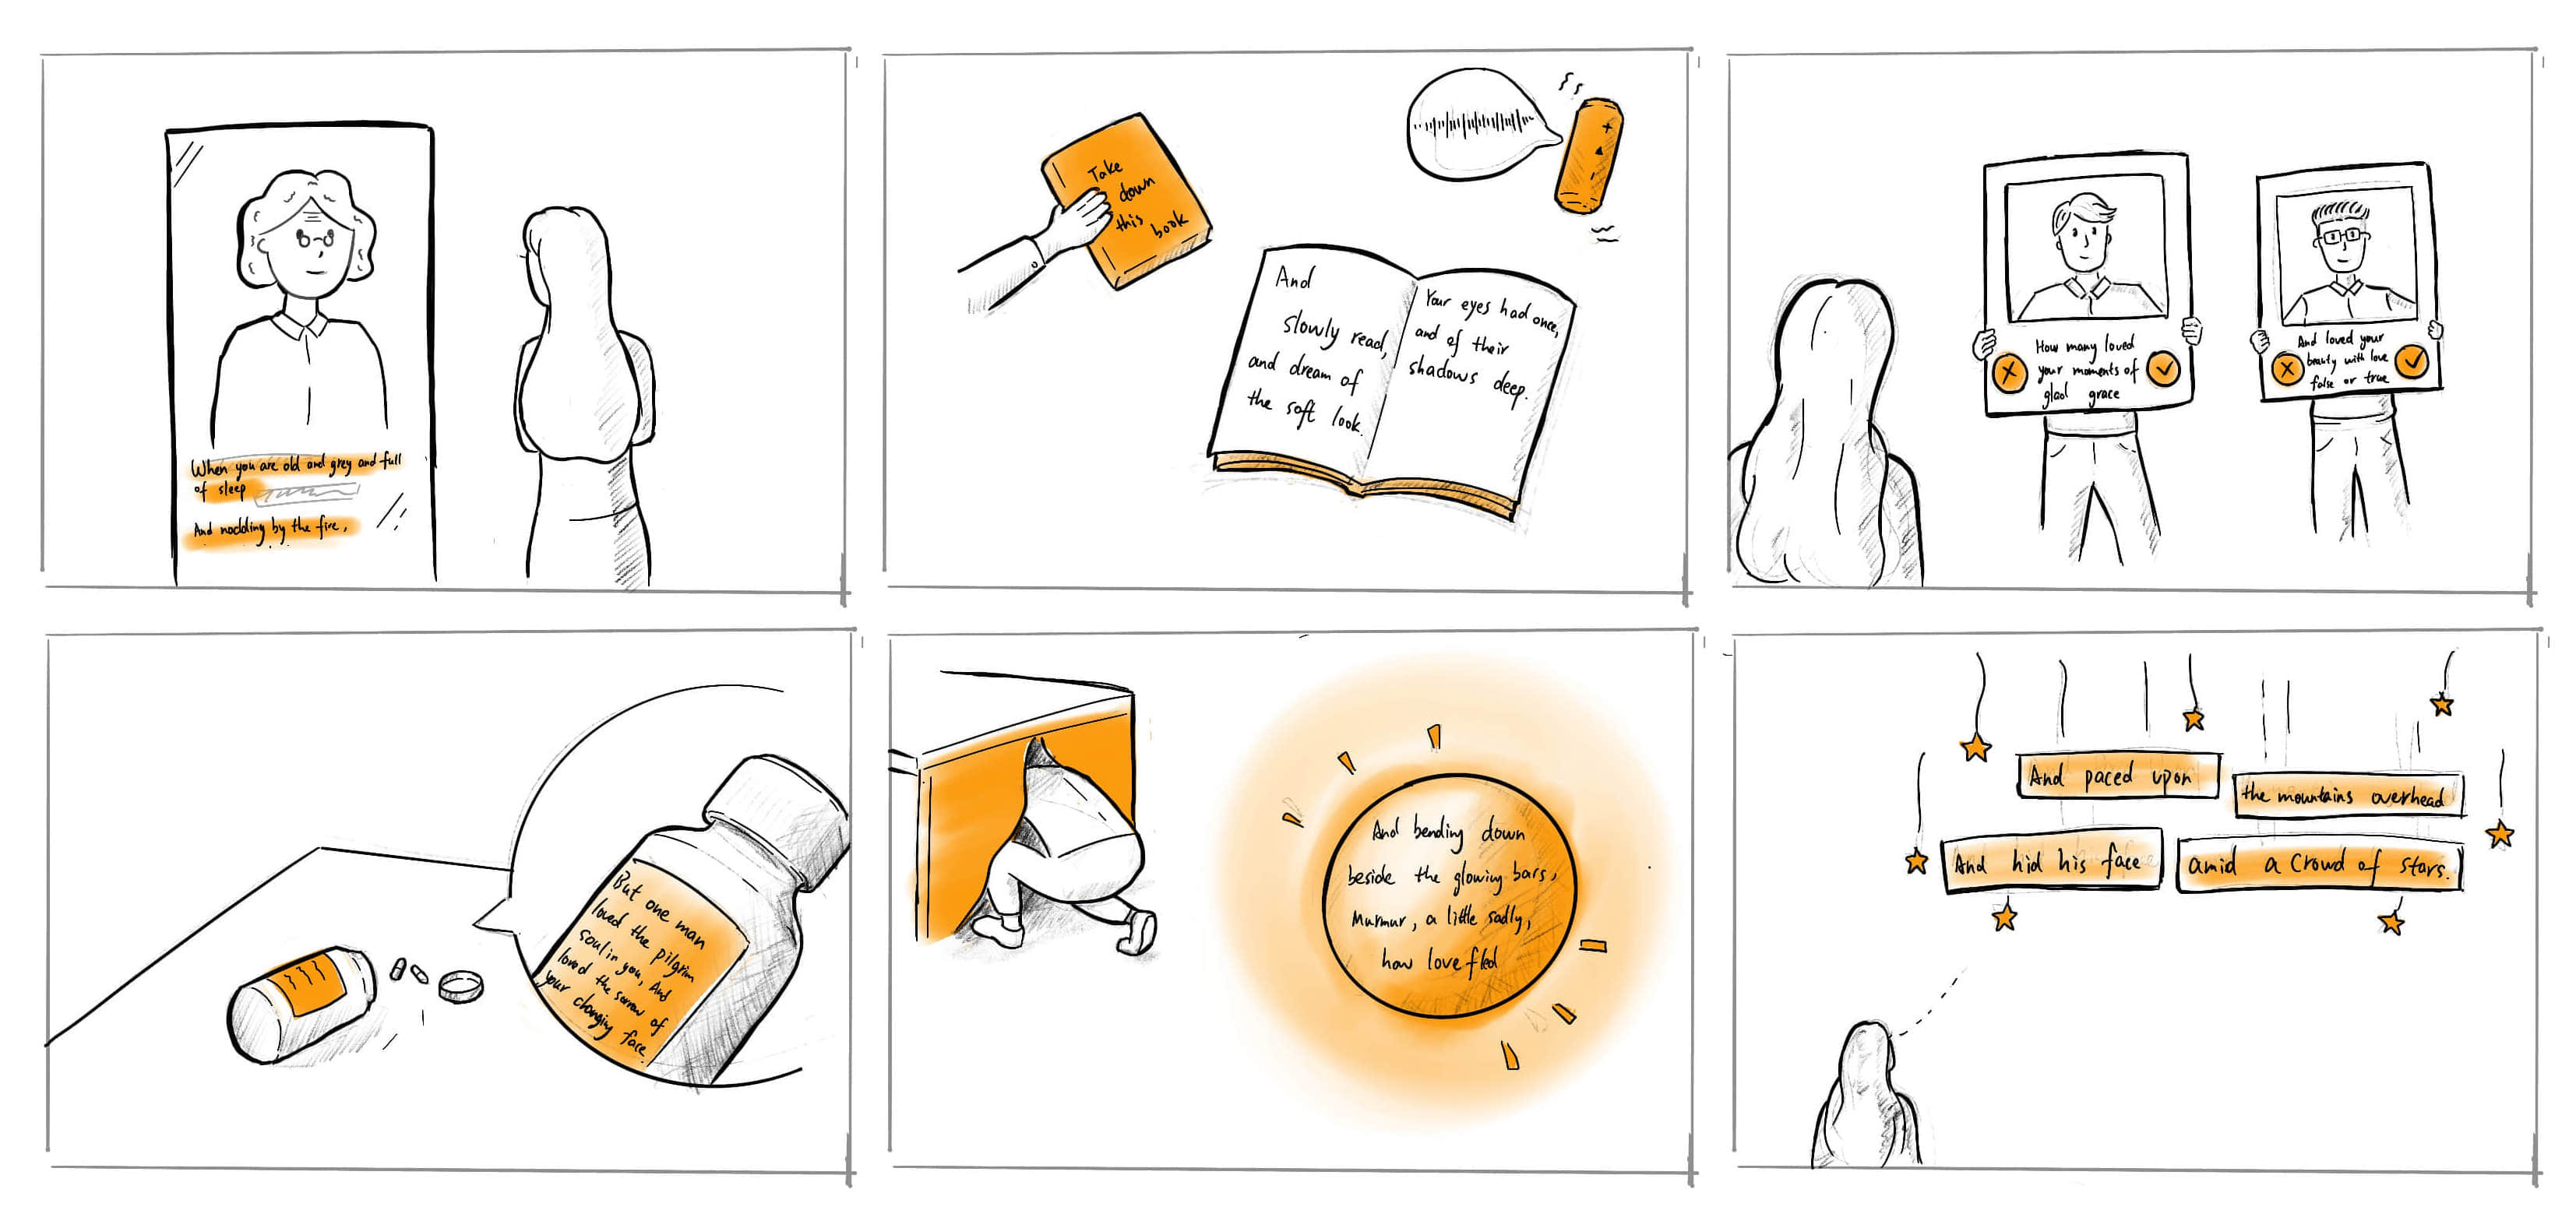 When you are old and grey and full
of sleep
And nodding by the fire,
Take
down
this
book
And
slowly read,
and dream of
the soft look.
Your eyes had once,
and of their
shadows deep.
How many loved
your moments of
glad grace
And loved your
beauty with love
false or true
But one man
loved the pilgrim
soul in you, And
loved the sorrow of
your changing face.
And bending down
beside the glowing bars,
Murmur, a little sadly,
how love fled
And paced upon
the mountains overhead
And hid his face
amid a crowd of stars.